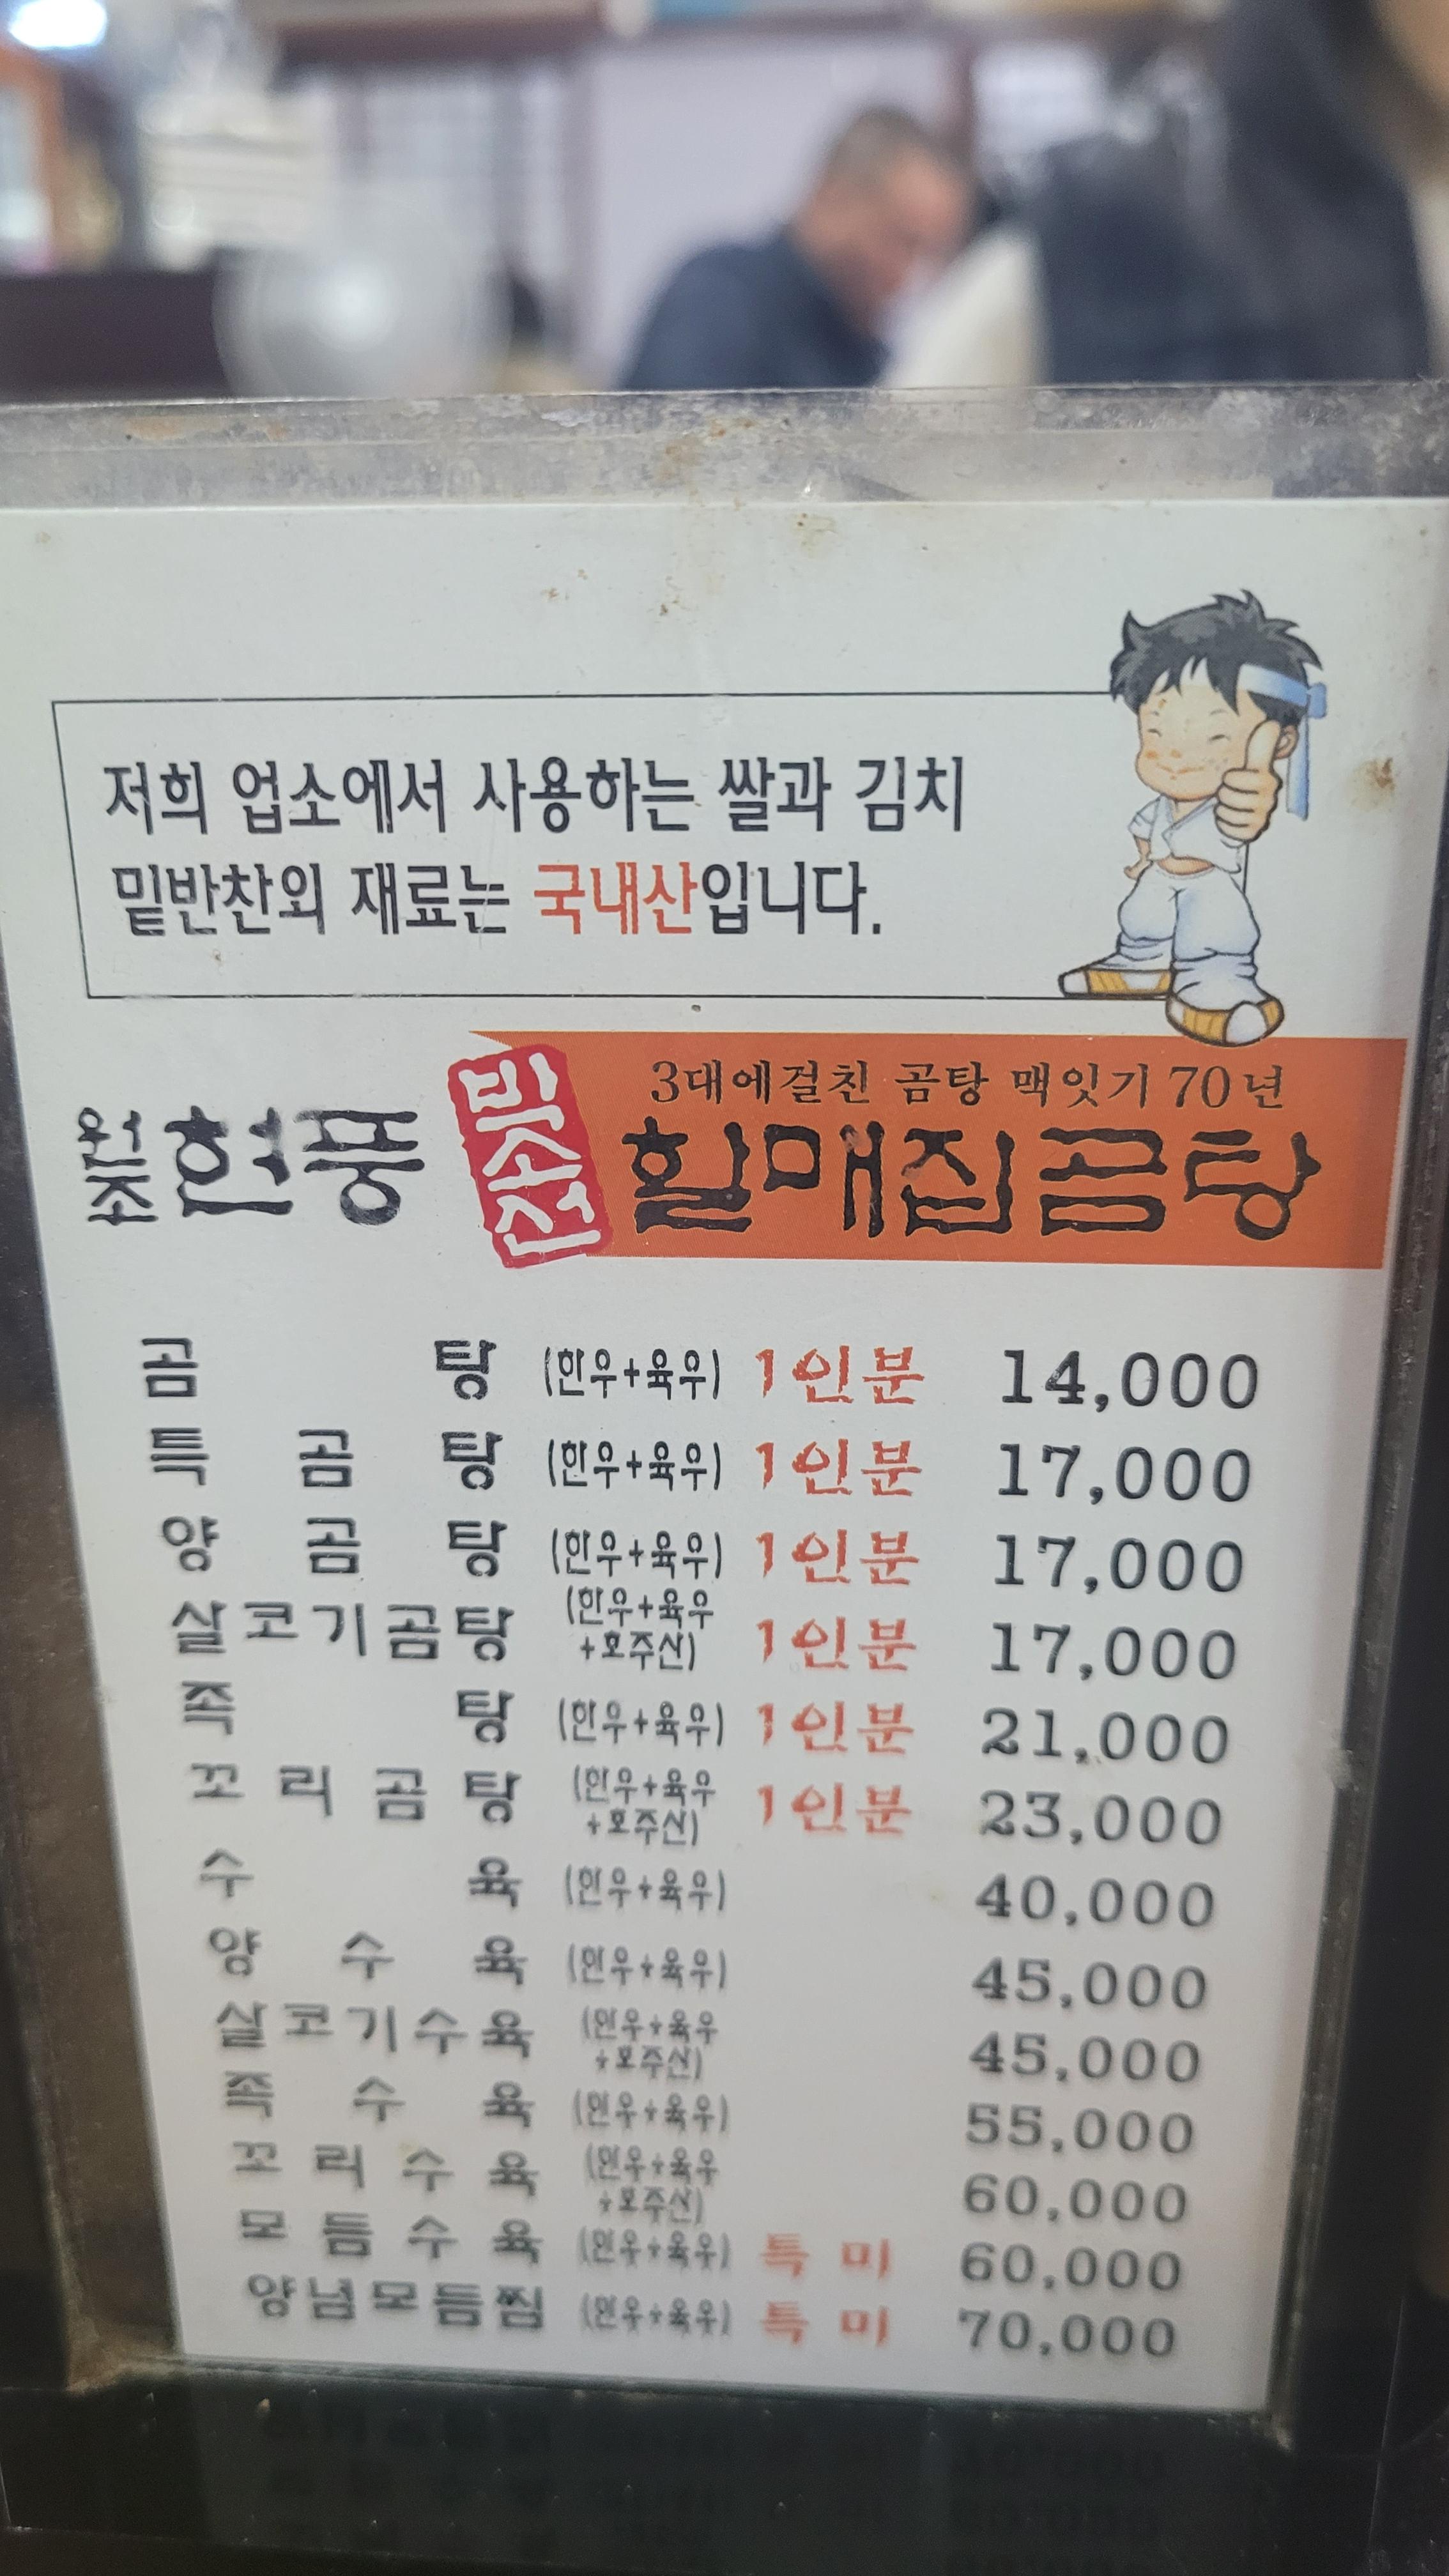 저희 업소에서 사용하는 쌀과 김치
밑반찬외 재료는 국내산입니다.
3대에걸친 곰탕 맥잇기 70년
원조 현풍 박소선 할매집곰탕
곰탕 (한우+육우) 1인분 14,000
특곰탕 (한우+육우) 1인분 17,000
양곰탕 (한우+육우) 1인분 17,000
살코기곰탕 (한우+육우+호주산) 1인분 17,000
족탕 (한우+육우) 1인분 21,000
꼬리곰탕 (한우+육우+호주산) 1인분 23,000
수육 (한우+육우) 40,000
양수육 (한우+육우) 45,000
살코기수육 (한우+육우+호주산) 45,000
족수육 (한우+육우) 55,000
꼬리수육 (한우+육우+호주산) 60,000
모듬수육 (한우+육우) 특미 60,000
양념모듬찜 (한우+육우) 특미 70,000